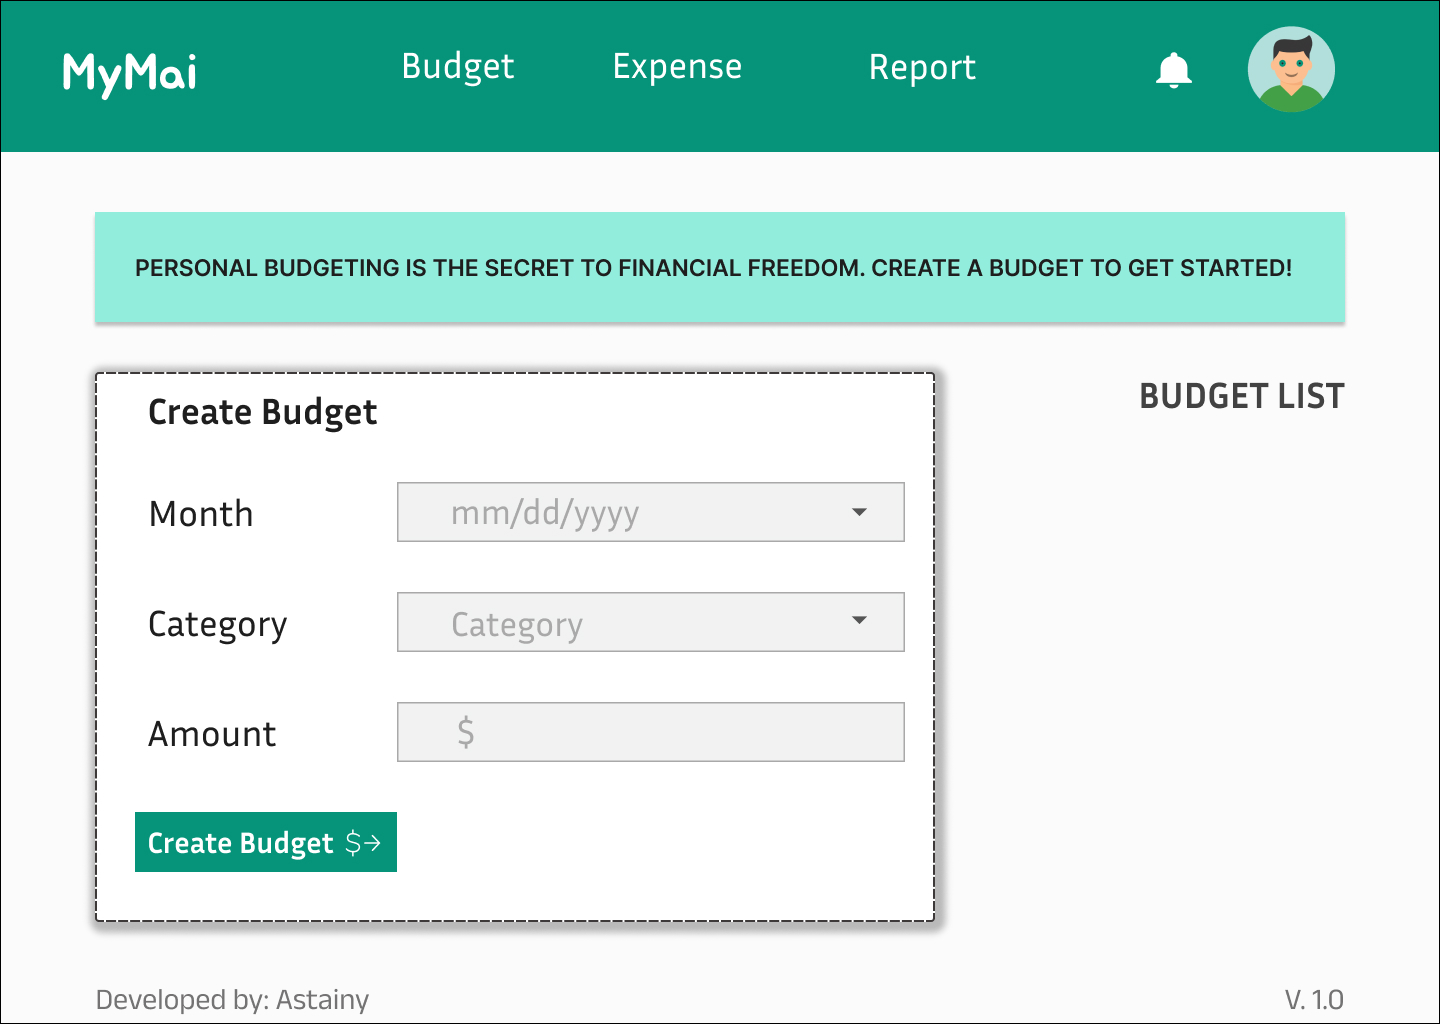 MyMai
Budget
Expense
Report
PERSONAL BUDGETING IS THE SECRET TO FINANCIAL FREEDOM. CREATE A BUDGET TO GET STARTED!
Create Budget
BUDGET LIST
Month
mm/dd/yyyy
Category
Category
Amount
$
Create Budget $→
Developed by: Astainy
V. 1.0